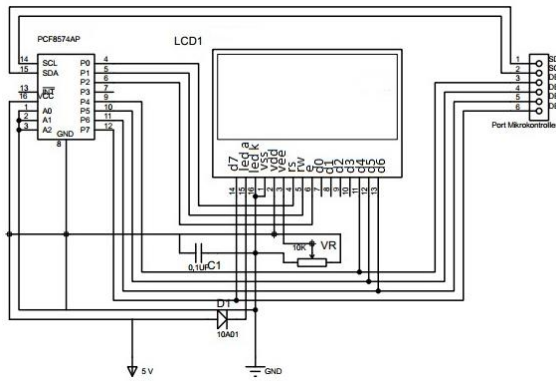 PCF8574AP
LCD1
14 SCL P0 4
15 SDA P1 5
P2 6
13 INT P3 7
16 VCC P4 9
1 A0 P5 10
2 A1 P6 11
3 A2 P7 12
GND
8
d7 led a led k vss vdd vee rs rw e d0 d1 d2 d3 d4 d5 d6
14 15 16 1 2 3 4 5 6 7 8 9 10 11 12 13
1
2
3
4
5
6
Port Mikrokontroller
10K VR
0,1UF C1
D1
10A01
5 V
GND